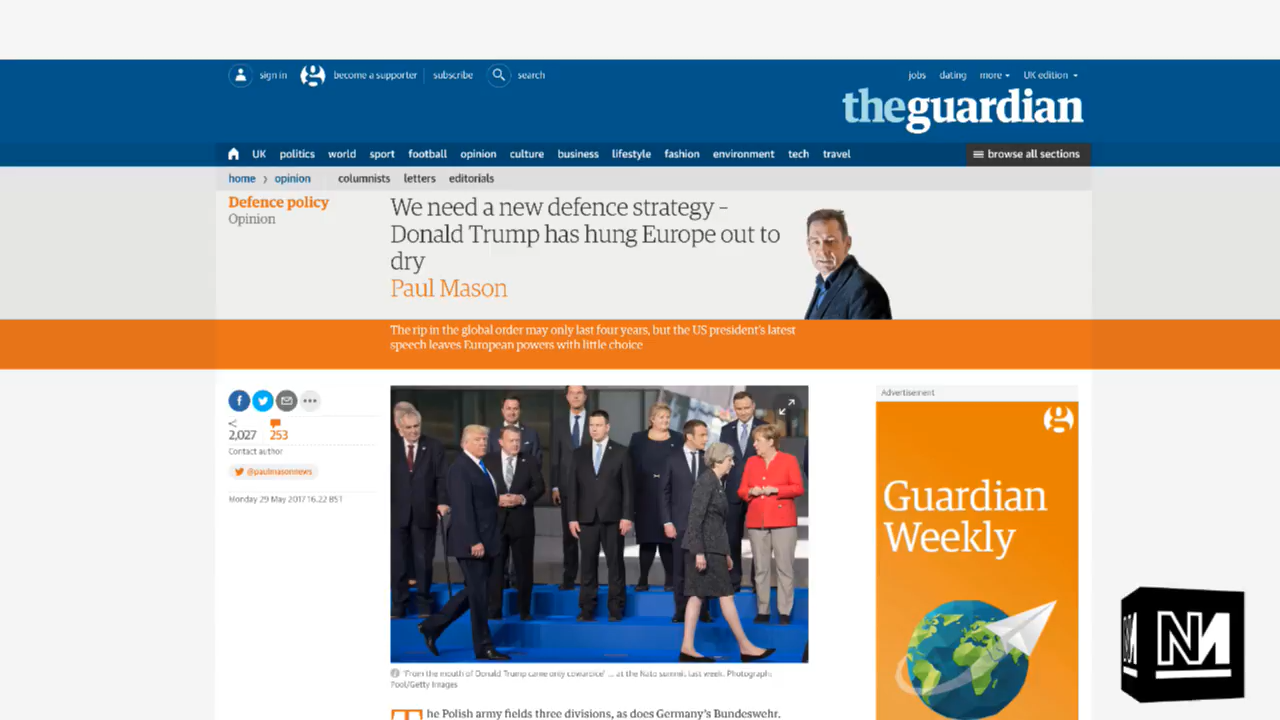 sign in
become a supporter
subscribe
search
jobs
dating
more
UK edition
theguardian
UK
politics
world
sport
football
opinion
culture
business
lifestyle
fashion
environment
tech
travel
browse all sections
home
opinion
columnists
letters
editorials
Defence policy
Opinion
We need a new defence strategy –
Donald Trump has hung Europe out to
dry
Paul Mason
The rip in the global order may only last four years, but the US president's latest
speech leaves European powers with little choice
2,027
253
Contact author
@paulmasonnews
Monday 29 May 2017 16.22 BST
Advertisement
Guardian
Weekly
'From the mouth of Donald Trump came only cowardice' ... at the Nato summit last week. Photograph:
Pool/Getty Images
The Polish army fields three divisions, as does Germany's Bundeswehr.
NM